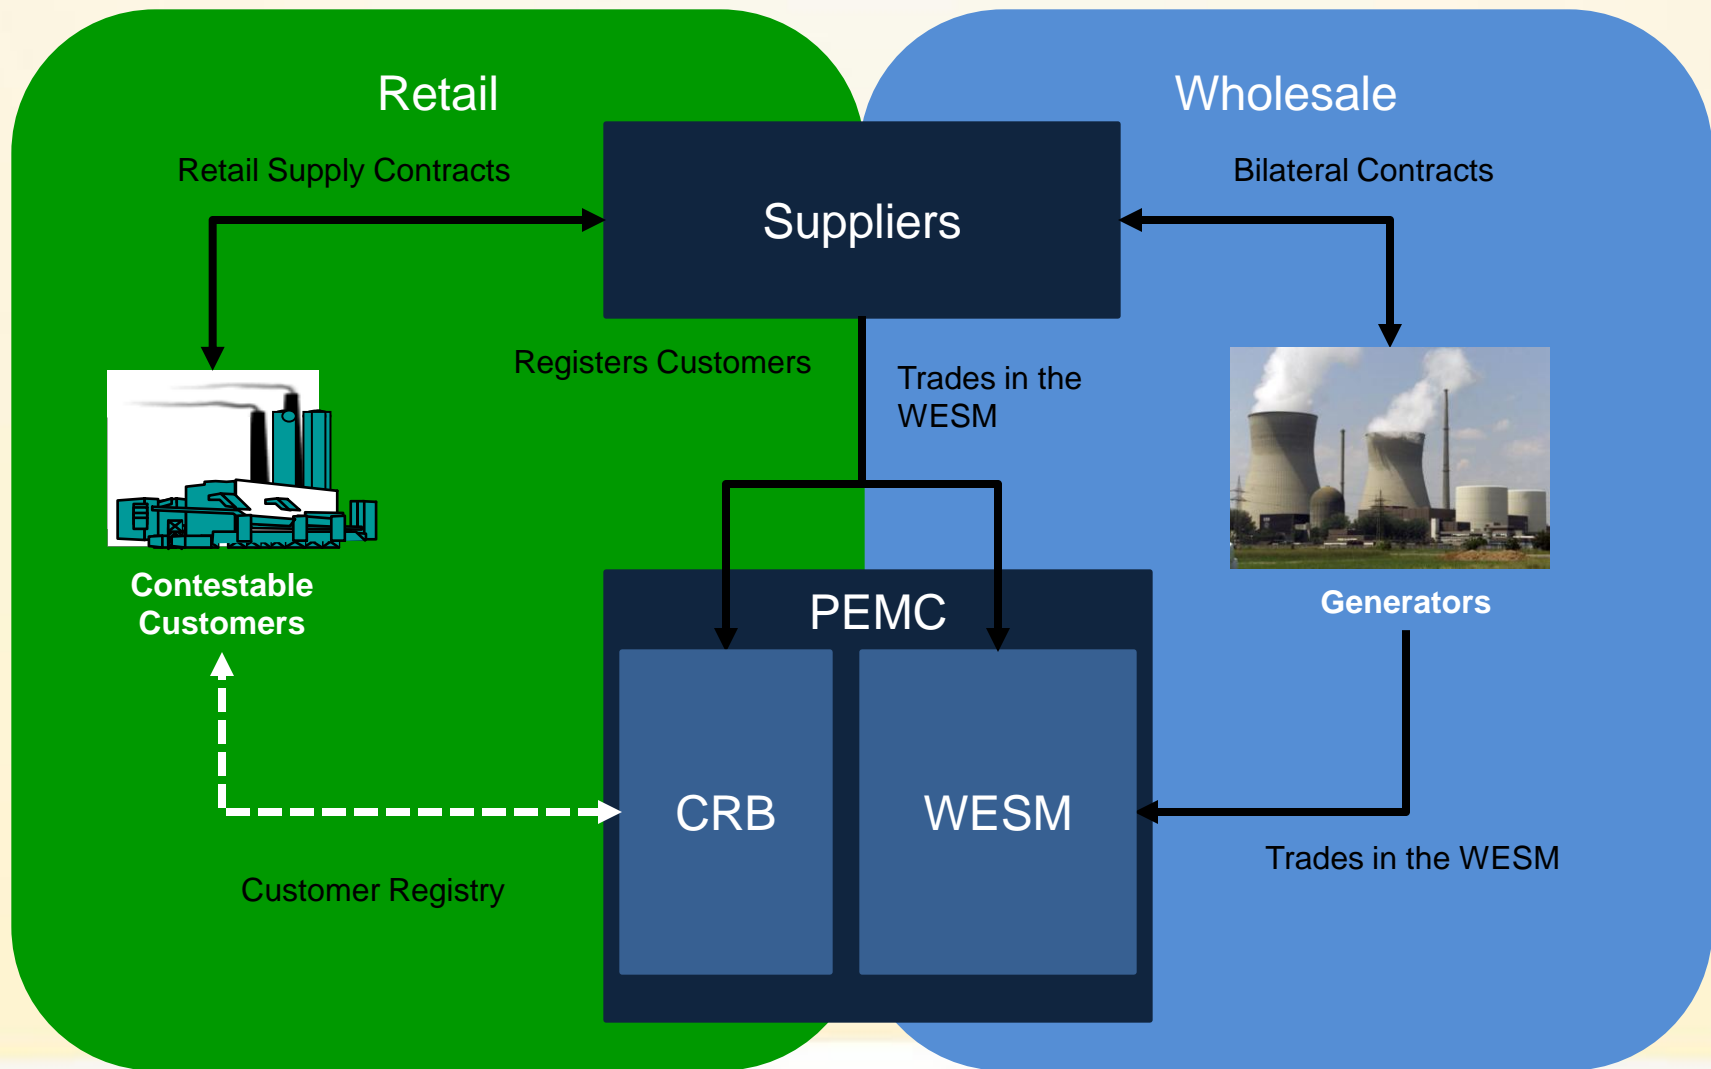 Retail
Wholesale
Retail Supply Contracts
Bilateral Contracts
Suppliers
Registers Customers
Trades in the
WESM
Contestable
Customers
Generators
PEMC
CRB
WESM
Trades in the WESM
Customer Registry